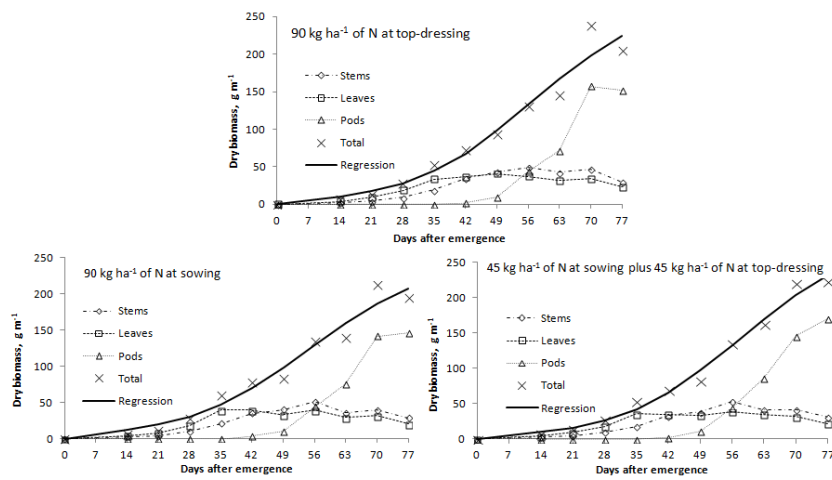 90 kg ha⁻¹ of N at top-dressing
Dry biomass, g m⁻¹
250
200
150
100
50
0
Stems
Leaves
Pods
Total
Regression
0 7 14 21 28 35 42 49 56 63 70 77
Days after emergence
90 kg ha⁻¹ of N at sowing
Dry biomass, g m⁻¹
250
200
150
100
50
0
Stems
Leaves
Pods
Total
Regression
0 7 14 21 28 35 42 49 56 63 70 77
Days after emergence
45 kg ha⁻¹ of N at sowing plus 45 kg ha⁻¹ of N at top-dressing
Dry biomass, g m⁻¹
250
200
150
100
50
0
Stems
Leaves
Pods
Total
Regression
0 7 14 21 28 35 42 49 56 63 70 77
Days after emergence